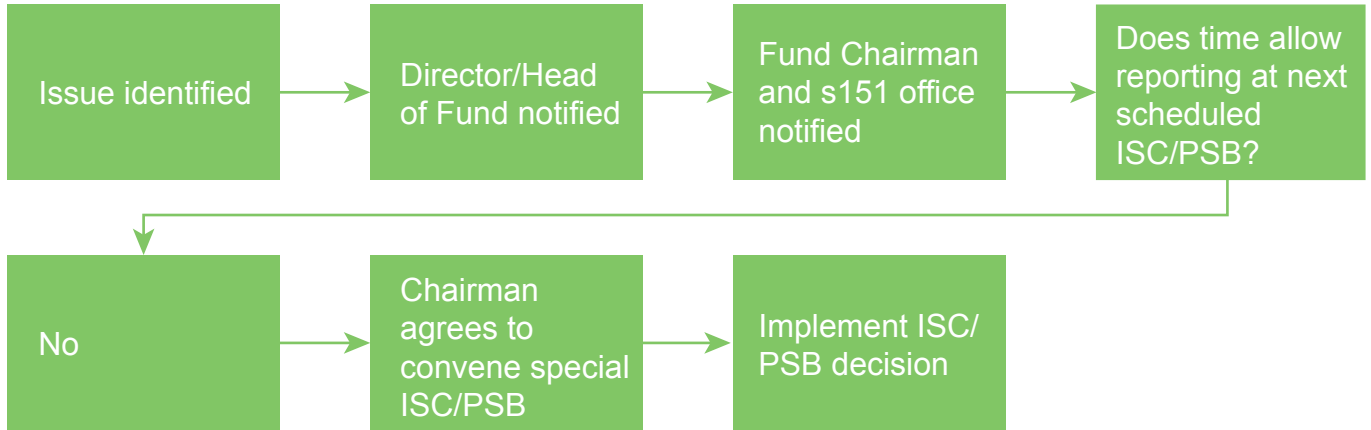 Issue identified
Director/Head
of Fund notified
Fund Chairman
and s151 office
notified
Does time allow
reporting at next
scheduled
ISC/PSB?
No
Chairman
agrees to
convene special
ISC/PSB
Implement ISC/
PSB decision